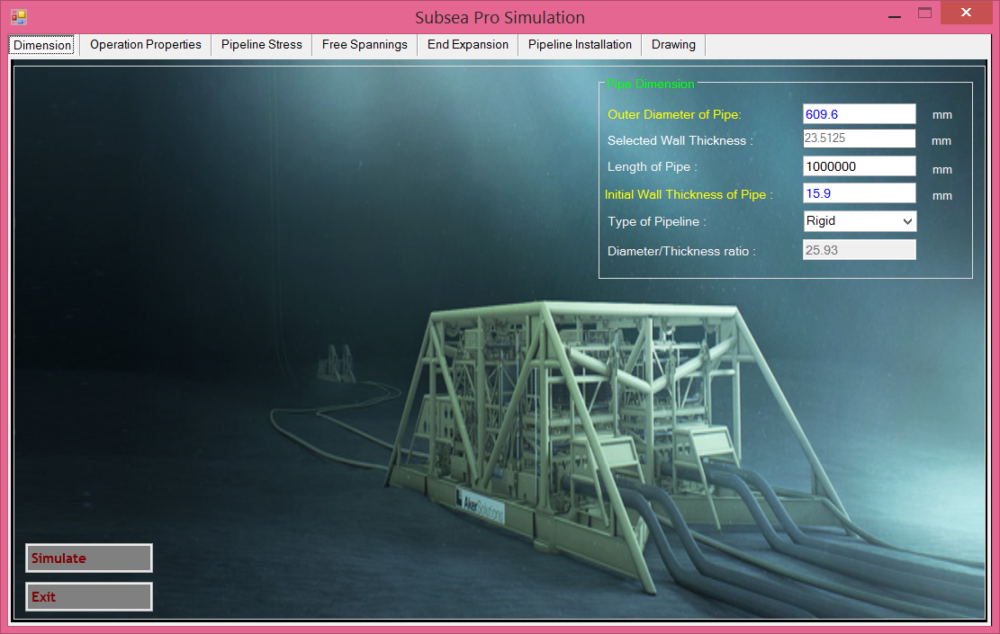 Subsea Pro Simulation
Dimension Operation Properties Pipeline Stress Free Spannings End Expansion Pipeline Installation Drawing
Pipe Dimension
Outer Diameter of Pipe: 609.6 mm
Selected Wall Thickness : 23.5125 mm
Length of Pipe : 1000000 mm
Initial Wall Thickness of Pipe : 15.9 mm
Type of Pipeline : Rigid
Diameter/Thickness ratio : 25.93
AkerSolutions
Simulate
Exit